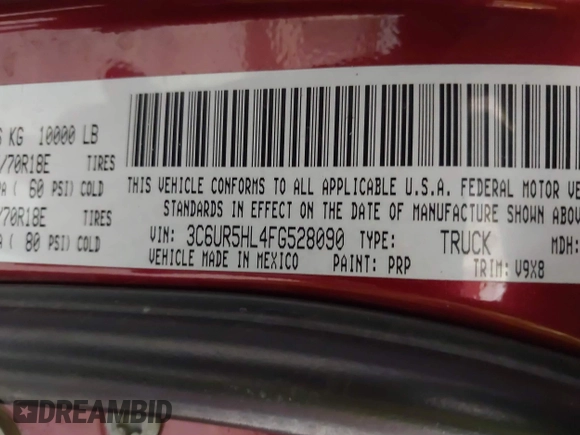 KG 10000 LB
/70R18E TIRES
( 60 PSI) COLD
/70R18E TIRES
( 80 PSI) COLD
THIS VEHICLE CONFORMS TO ALL APPLICABLE U.S.A. FEDERAL MOTOR
STANDARDS IN EFFECT ON THE DATE OF MANUFACTURE SHOWN ABOVE
VIN: 3C6UR5HL4FG528090 TYPE: TRUCK MDH:
VEHICLE MADE IN MEXICO PAINT: PRP TRIM: V9X8
DREAMBID